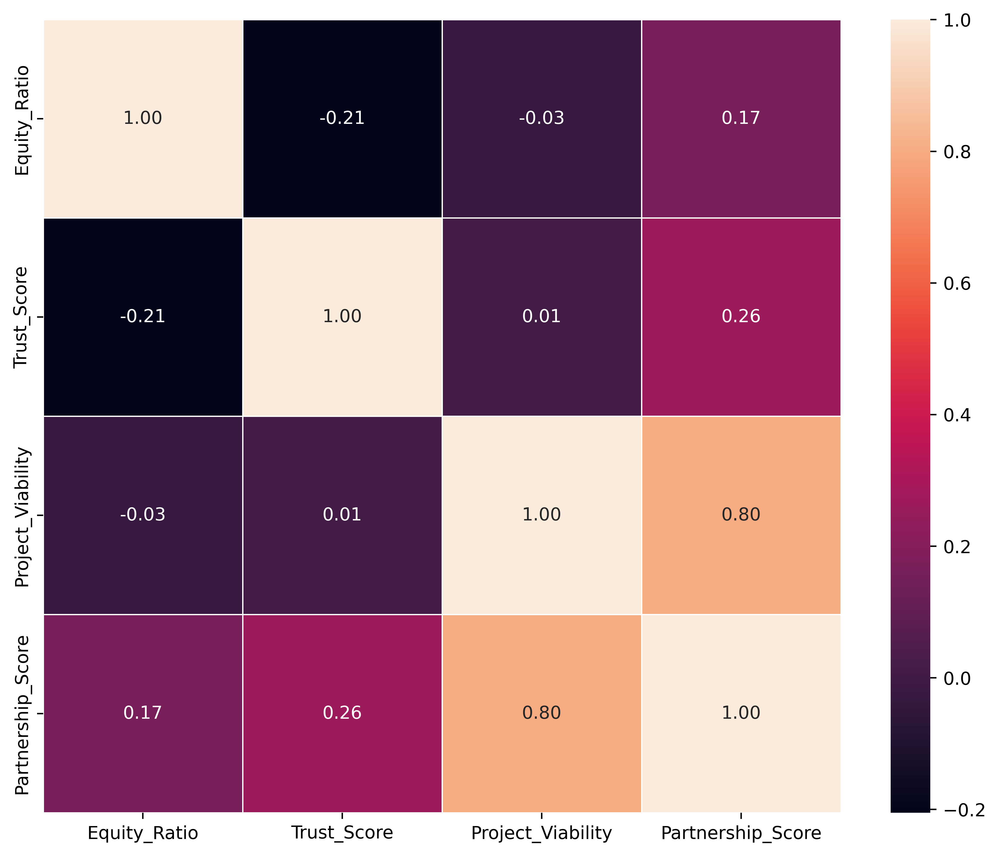 Equity_Ratio 1.00 -0.21 -0.03 0.17
Trust_Score -0.21 1.00 0.01 0.26
Project_Viability -0.03 0.01 1.00 0.80
Partnership_Score 0.17 0.26 0.80 1.00
Equity_Ratio Trust_Score Project_Viability Partnership_Score
1.0
0.8
0.6
0.4
0.2
0.0
−0.2